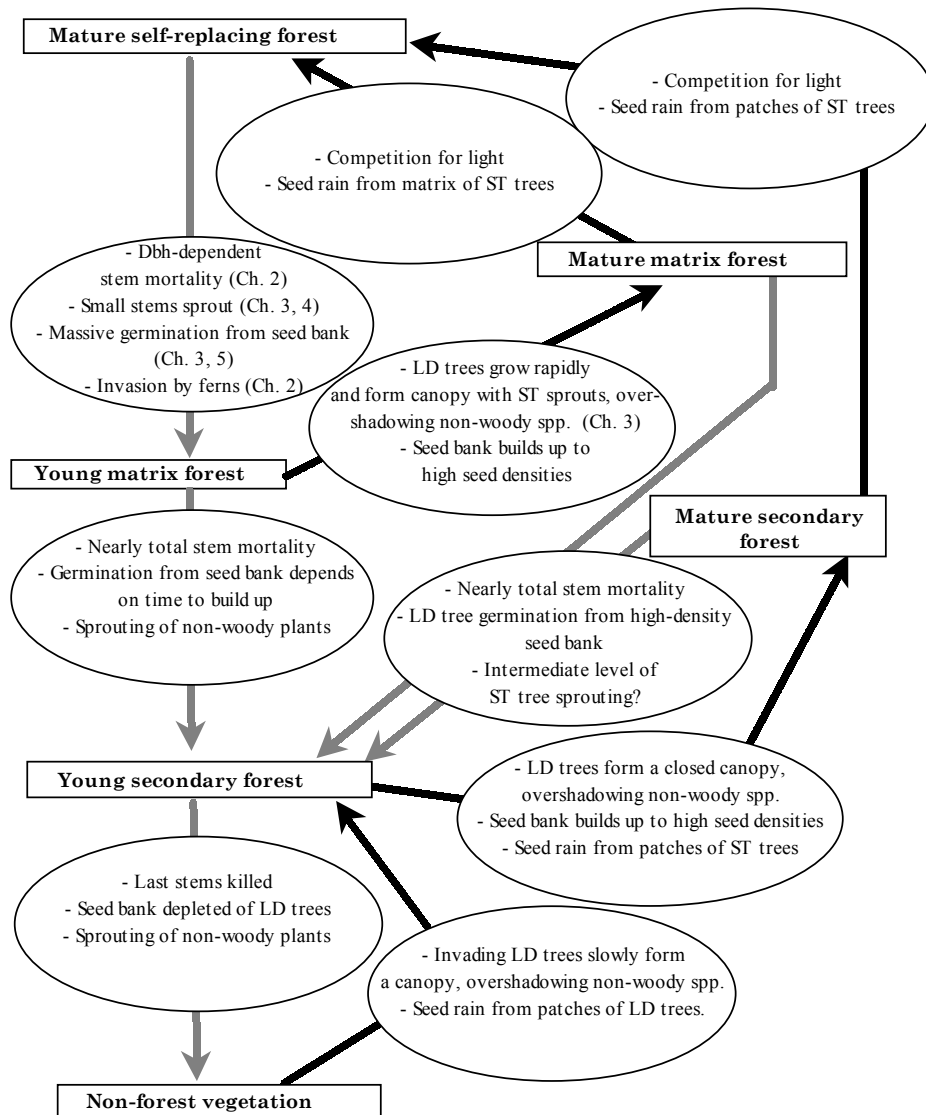 Mature self-replacing forest
- Competition for light
- Seed rain from patches of ST trees
- Competition for light
- Seed rain from matrix of ST trees
- Dbh-dependent
stem mortality (Ch. 2)
- Small stems sprout (Ch. 3, 4)
- Massive germination from seed bank
(Ch. 3, 5)
- Invasion by ferns (Ch. 2)
Mature matrix forest
- LD trees grow rapidly
and form canopy with ST sprouts, over-
shadowing non-woody spp. (Ch. 3)
- Seed bank builds up to
high seed densities
Young matrix forest
Mature secondary
forest
- Nearly total stem mortality
- Germination from seed bank depends
on time to build up
- Sprouting of non-woody plants
- Nearly total stem mortality
- LD tree germination from high-density
seed bank
- Intermediate level of
ST tree sprouting?
Young secondary forest
- LD trees form a closed canopy,
overshadowing non-woody spp.
- Seed bank builds up to high seed densities
- Seed rain from patches of ST trees
- Last stems killed
- Seed bank depleted of LD trees
- Sprouting of non-woody plants
- Invading LD trees slowly form
a canopy, overshadowing non-woody spp.
- Seed rain from patches of LD trees.
Non-forest vegetation